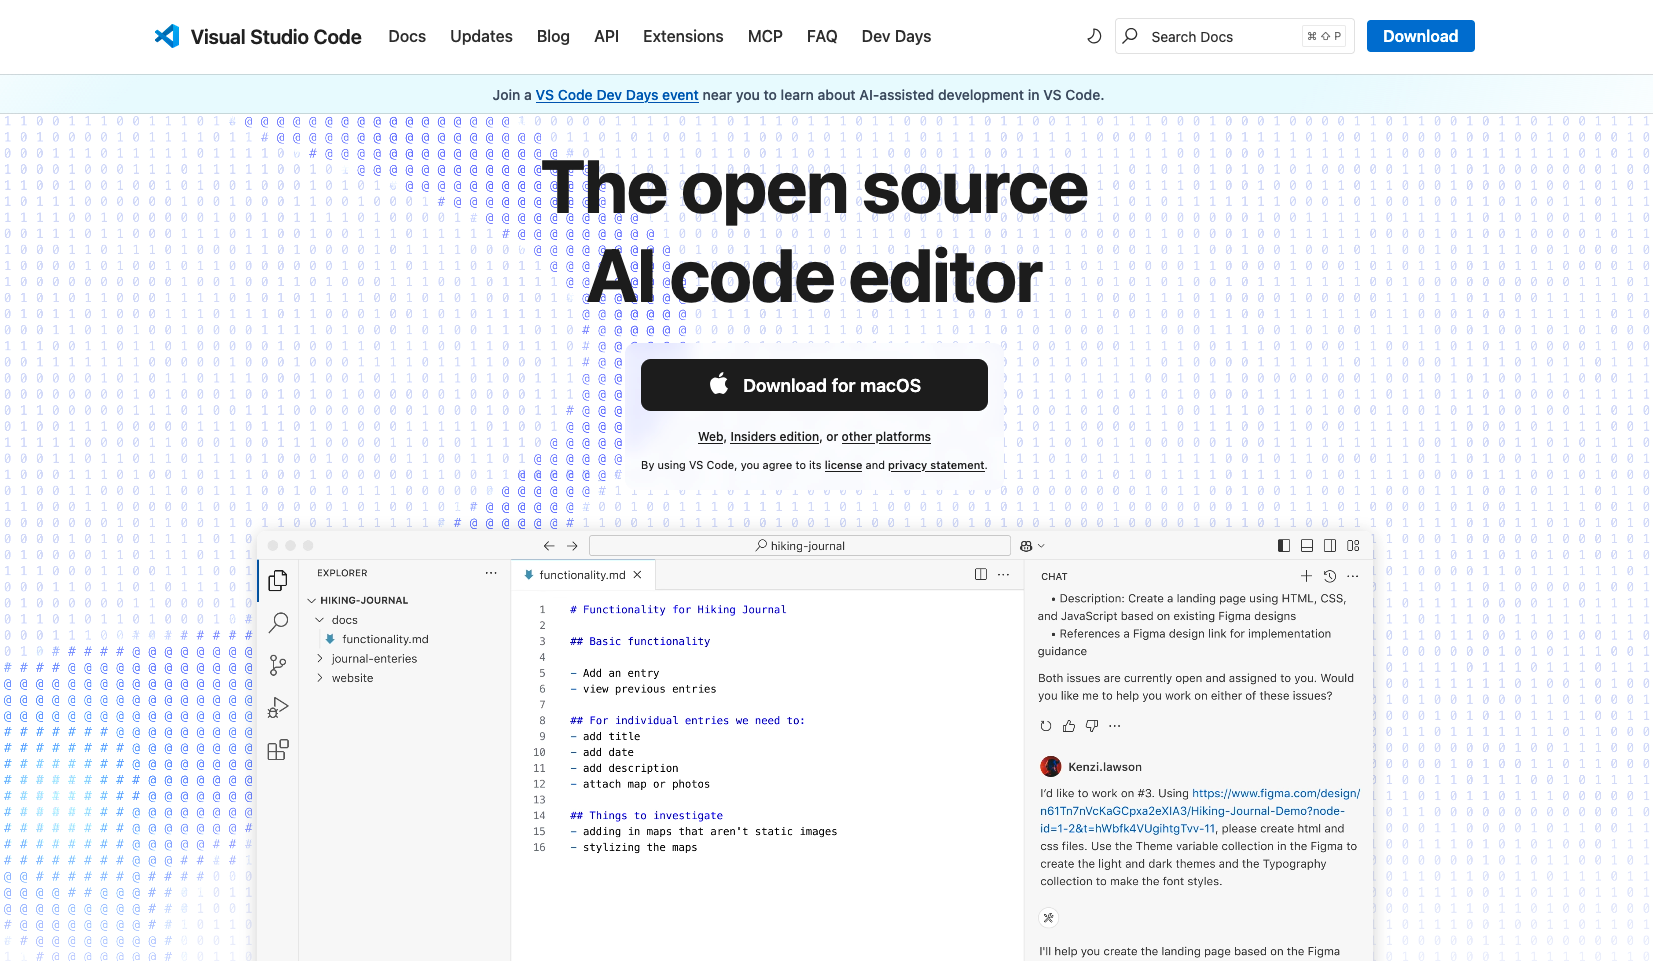 Visual Studio Code Docs Updates Blog API Extensions MCP FAQ Dev Days Search Docs ⌘ ⇧ P Download
Join a VS Code Dev Days event near you to learn about AI-assisted development in VS Code.
The open source
AI code editor
Download for macOS
Web, Insiders edition, or other platforms
By using VS Code, you agree to its license and privacy statement.
hiking-journal
EXPLORER
HIKING-JOURNAL
docs
functionality.md
journal-enteries
website
functionality.md
1 # Functionality for Hiking Journal
2
3 ## Basic functionality
4
5 - Add an entry
6 - view previous entries
7
8 ## For individual entries we need to:
9 - add title
10 - add date
11 - add description
12 - attach map or photos
13
14 ## Things to investigate
15 - adding in maps that aren't static images
16 - stylizing the maps
CHAT
• Description: Create a landing page using HTML, CSS,
and JavaScript based on existing Figma designs
• References a Figma design link for implementation
guidance
Both issues are currently open and assigned to you. Would
you like me to help you work on either of these issues?
Kenzi.lawson
I'd like to work on #3. Using https://www.figma.com/design/
n61Tn7nVcKaGCpxa2eXIA3/Hiking-Journal-Demo?node-
id=1-2&t=hWbfk4VUgihtgTvv-11, please create html and
css files. Use the Theme variable collection in the Figma to
create the light and dark themes and the Typography
collection to make the font styles.
I'll help you create the landing page based on the Figma